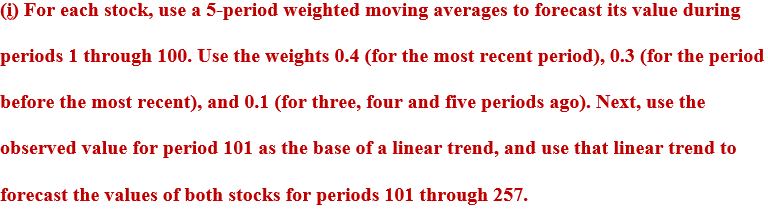 (i) For each stock, use a 5-period weighted moving averages to forecast its value during
periods 1 through 100. Use the weights 0.4 (for the most recent period), 0.3 (for the period
before the most recent), and 0.1 (for three, four and five periods ago). Next, use the
observed value for period 101 as the base of a linear trend, and use that linear trend to
forecast the values of both stocks for periods 101 through 257.